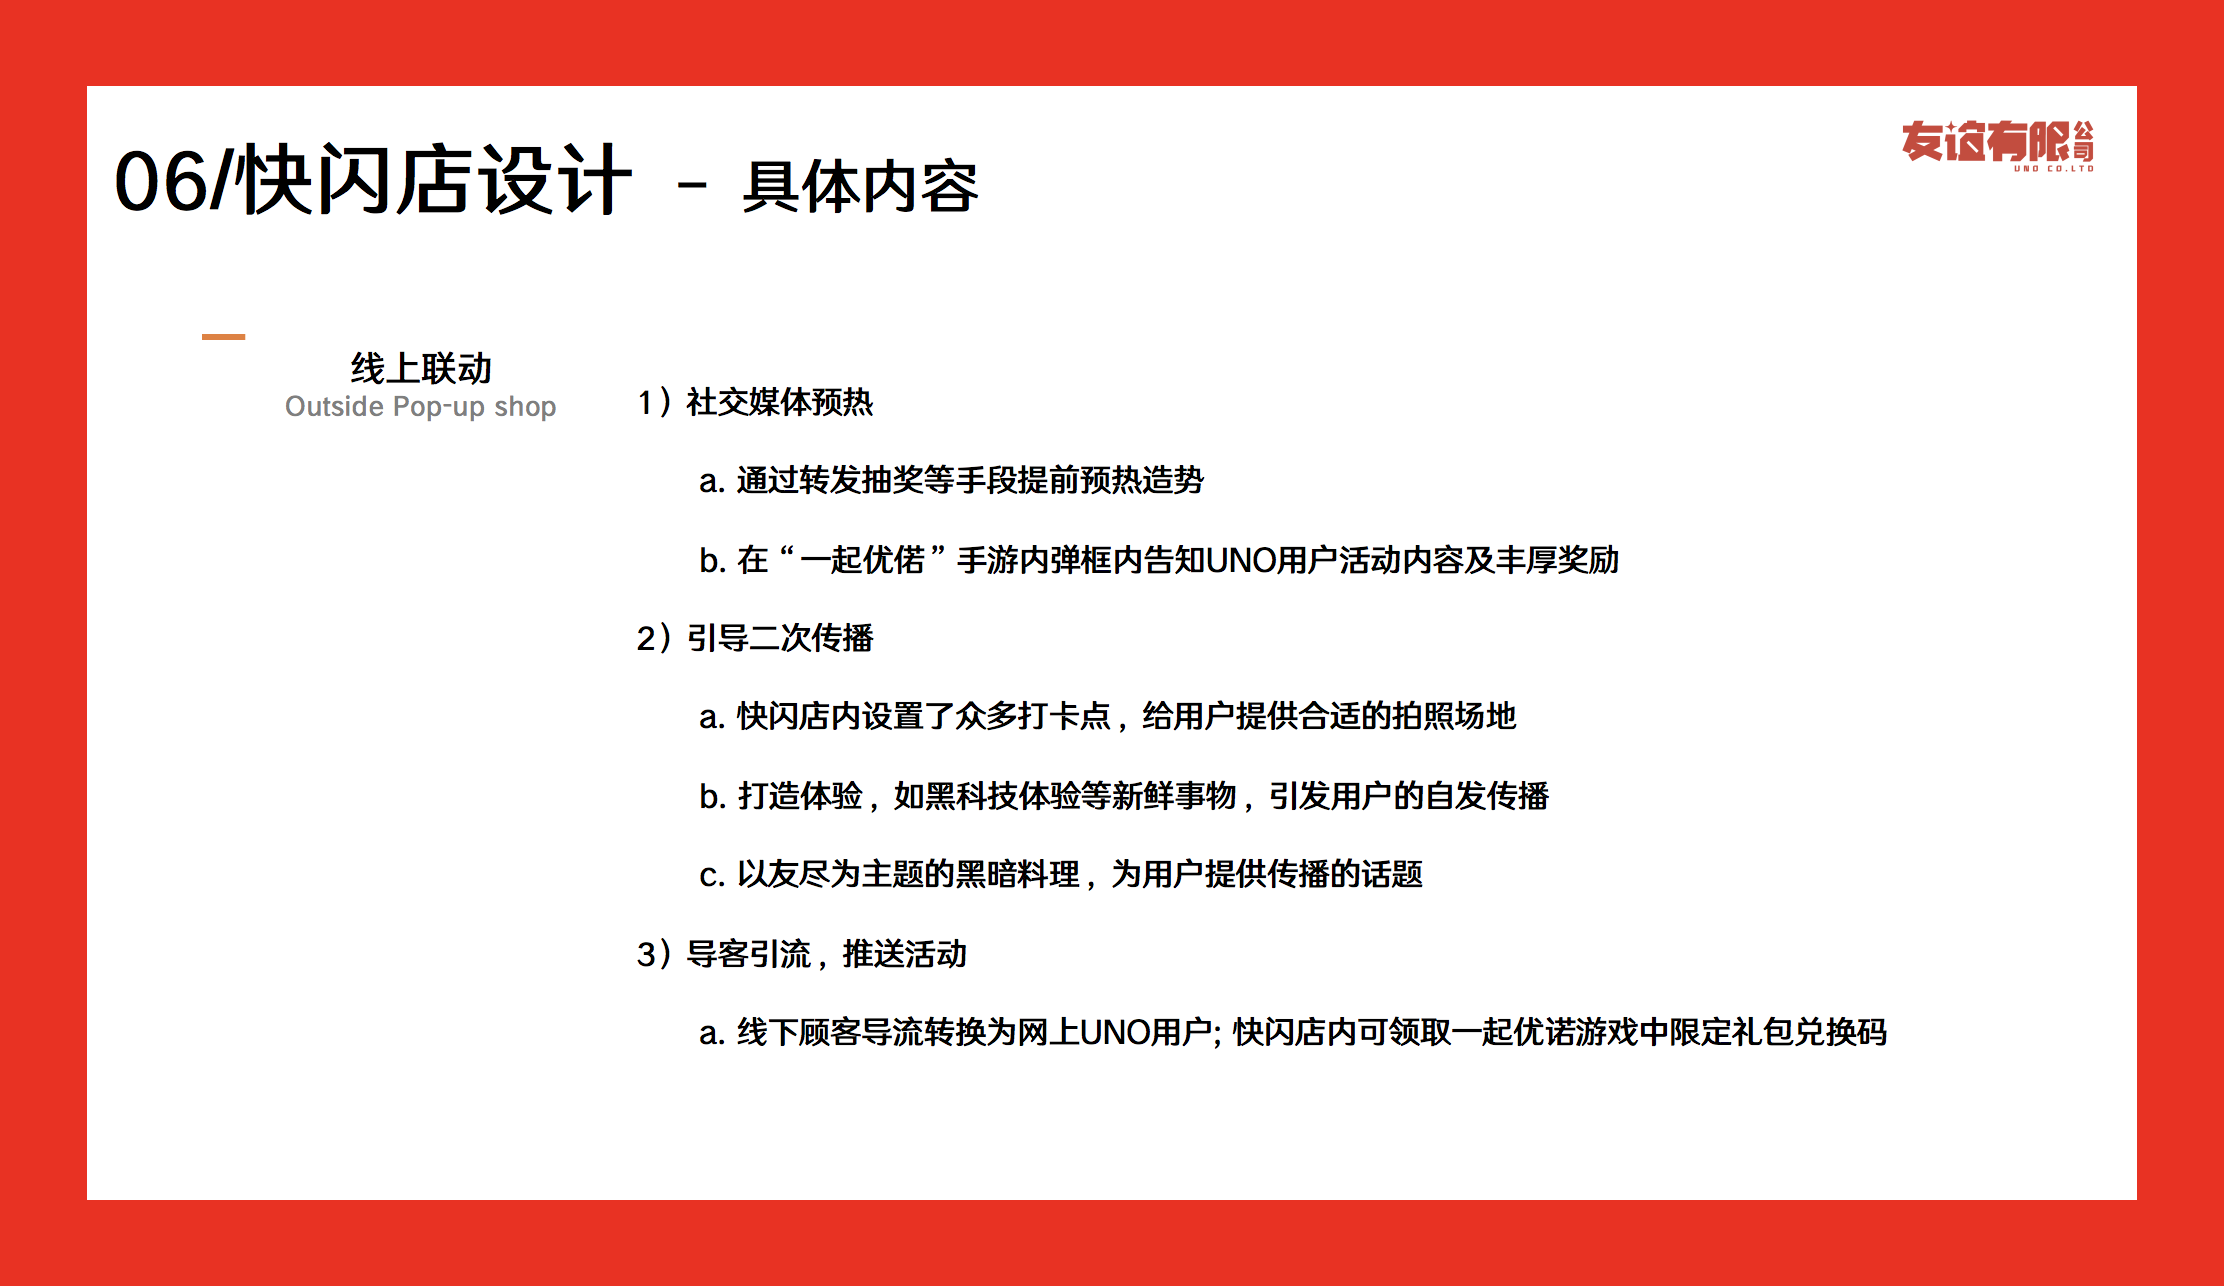 06/快闪店设计 - 具体内容
友谊有限公司
UNO CO.LTD
线上联动
Outside Pop-up shop
1）社交媒体预热
a. 通过转发抽奖等手段提前预热造势
b. 在“一起优偌”手游内弹框内告知UNO用户活动内容及丰厚奖励
2）引导二次传播
a. 快闪店内设置了众多打卡点，给用户提供合适的拍照场地
b. 打造体验，如黑科技体验等新鲜事物，引发用户的自发传播
c. 以友尽为主题的黑暗料理，为用户提供传播的话题
3）导客引流，推送活动
a. 线下顾客导流转换为网上UNO用户; 快闪店内可领取一起优诺游戏中限定礼包兑换码